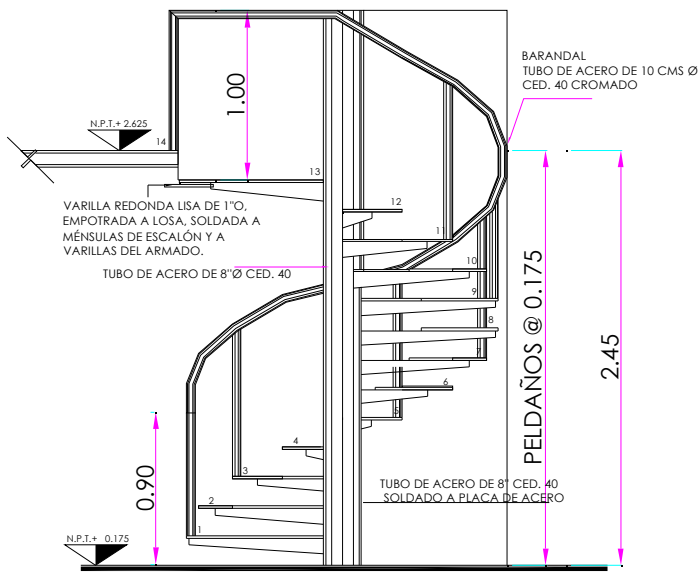 BARANDAL
TUBO DE ACERO DE 10 CMS Ø
CED. 40 CROMADO
1.00
N.P.T.+ 2.625
14
13
VARILLA REDONDA LISA DE 1"O,
EMPOTRADA A LOSA, SOLDADA A
MÉNSULAS DE ESCALÓN Y A
VARILLAS DEL ARMADO.
12
11
TUBO DE ACERO DE 8"Ø CED. 40
10
9
8
7
6
5
PELDAÑOS @ 0.175
2.45
4
3
2
1
0.90
TUBO DE ACERO DE 8" CED. 40
SOLDADO A PLACA DE ACERO
N.P.T.+ 0.175